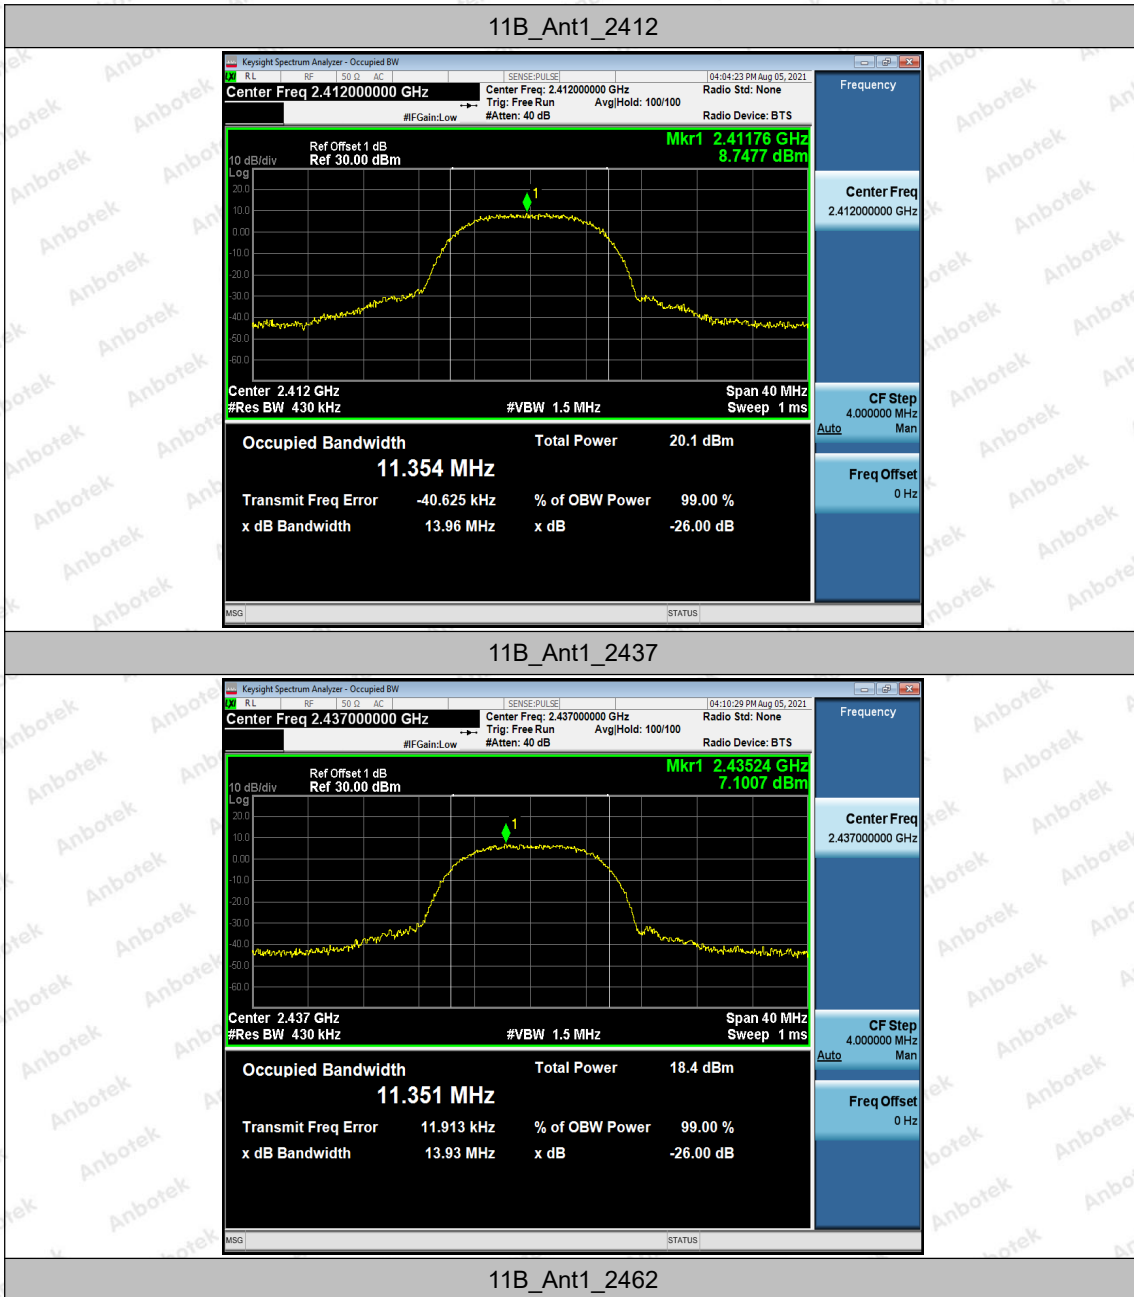 11B_Ant1_2412
Keysight Spectrum Analyzer - Occupied BW
LXI RL RF 50 Ω AC SENSE:PULSE 04:04:23 PM Aug 05, 2021
Center Freq 2.412000000 GHz
Center Freq: 2.412000000 GHz
Radio Std: None
Trig: Free Run Avg|Hold: 100/100
#IFGain:Low #Atten: 40 dB Radio Device: BTS
Frequency
Mkr1 2.41176 GHz
8.7477 dBm
Ref Offset 1 dB
10 dB/div Ref 30.00 dBm
Log
20.0
10.0
0.00
-10.0
-20.0
-30.0
-40.0
-50.0
-60.0
1
Center Freq
2.412000000 GHz
Center 2.412 GHz Span 40 MHz
#Res BW 430 kHz #VBW 1.5 MHz Sweep 1 ms
CF Step
4.000000 MHz
Auto Man
Occupied Bandwidth Total Power 20.1 dBm
11.354 MHz
Transmit Freq Error -40.625 kHz % of OBW Power 99.00 %
x dB Bandwidth 13.96 MHz x dB -26.00 dB
Freq Offset
0 Hz
MSG STATUS
11B_Ant1_2437
Keysight Spectrum Analyzer - Occupied BW
LXI RL RF 50 Ω AC SENSE:PULSE 04:10:29 PM Aug 05, 2021
Center Freq 2.437000000 GHz
Center Freq: 2.437000000 GHz
Radio Std: None
Trig: Free Run Avg|Hold: 100/100
#IFGain:Low #Atten: 40 dB Radio Device: BTS
Frequency
Mkr1 2.43524 GHz
7.1007 dBm
Ref Offset 1 dB
10 dB/div Ref 30.00 dBm
Log
20.0
10.0
0.00
-10.0
-20.0
-30.0
-40.0
-50.0
-60.0
1
Center Freq
2.437000000 GHz
Center 2.437 GHz Span 40 MHz
#Res BW 430 kHz #VBW 1.5 MHz Sweep 1 ms
CF Step
4.000000 MHz
Auto Man
Occupied Bandwidth Total Power 18.4 dBm
11.351 MHz
Transmit Freq Error 11.913 kHz % of OBW Power 99.00 %
x dB Bandwidth 13.93 MHz x dB -26.00 dB
Freq Offset
0 Hz
MSG STATUS
11B_Ant1_2462
Anbotek